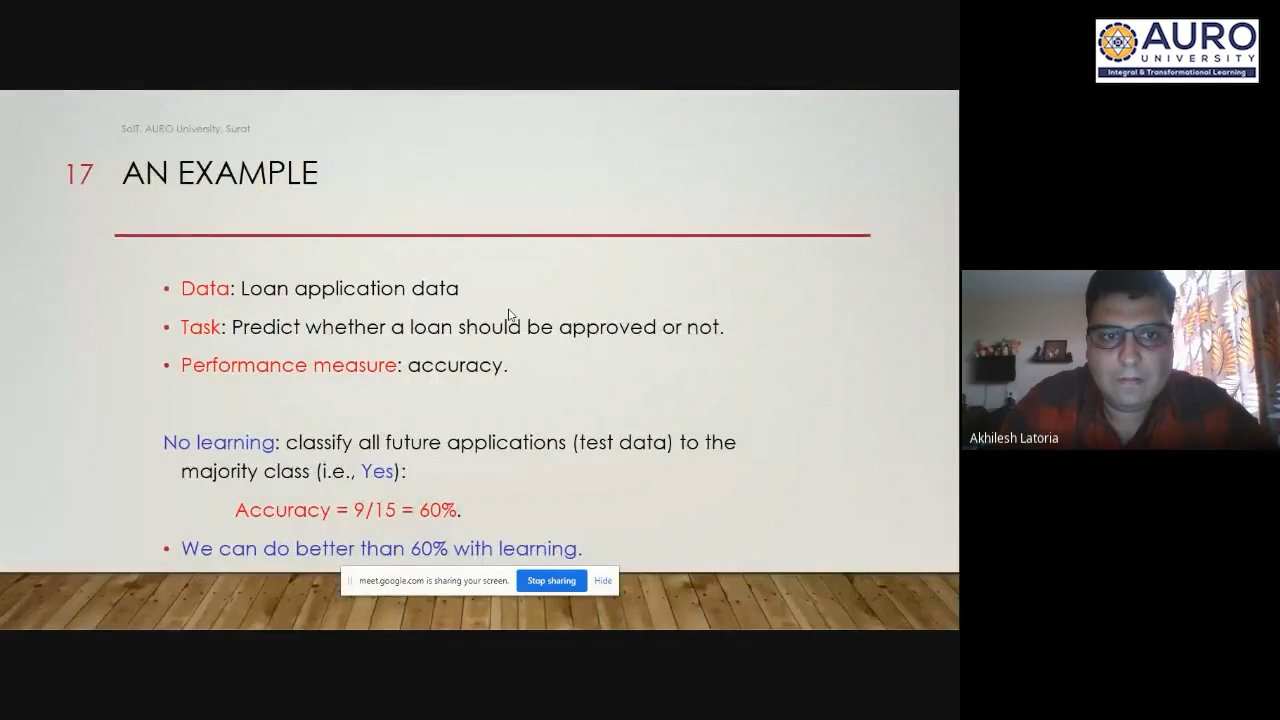 AURO
UNIVERSITY
Integral & Transformational Learning
SoIT, AURO University, Surat
17 AN EXAMPLE
• Data: Loan application data
• Task: Predict whether a loan should be approved or not.
• Performance measure: accuracy.
No learning: classify all future applications (test data) to the
majority class (i.e., Yes):
Accuracy = 9/15 = 60%.
• We can do better than 60% with learning.
meet.google.com is sharing your screen. Stop sharing Hide
Akhilesh Latoria